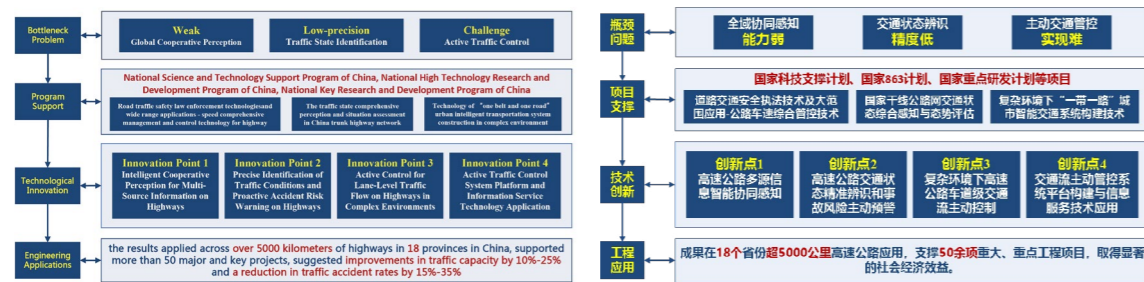 Bottleneck
Problem
Weak
Global Cooperative Perception
Low-precision
Traffic State Identification
Challenge
Active Traffic Control
Program
Support
National Science and Technology Support Program of China, National High Technology Research and
Development Program of China, National Key Research and Development Program of China
Road traffic safety law enforcement technologiesand
wide range applications - speed comprehensive
management and control technology for highway
The traffic state comprehensive
perception and situation assessment
in China trunk highway network
Technology of "one belt and one road"
urban intelligent transportation system
construction in complex environment
Technological
Innovation
Innovation Point 1
Intelligent Cooperative
Perception for Multi-
Source Information on
Highways
Innovation Point 2
Precise Identification of
Traffic Conditions and
Proactive Accident Risk
Warning on Highways
Innovation Point 3
Active Control for
Lane-Level Traffic
Flow on Highways in
Complex Environments
Innovation Point 4
Active Traffic Control
System Platform and
Information Service
Technology Application
Engineering
Applications
the results applied across over 5000 kilometers of highways in 18 provinces in China, supported
more than 50 major and key projects, suggested improvements in traffic capacity by 10%-25%
and a reduction in traffic accident rates by 15%-35%
瓶颈
问题
全域协同感知
能力弱
交通状态辨识
精度低
主动交通管控
实现难
项目
支撑
国家科技支撑计划、国家863计划、国家重点研发计划等项目
道路交通安全执法技术及大范
围应用-公路车速综合管控技术
国家干线公路网交通状
态综合感知与态势评估
复杂环境下“一带一路”城
市智能交通系统构建技术
技术
创新
创新点1
高速公路多源信
息智能协同感知
创新点2
高速公路交通状
态精准辨识和事
故风险主动预警
创新点3
复杂环境下高速
公路车道级交通
流主动控制
创新点4
交通流主动管控系
统平台构建与信息
服务技术应用
工程
应用
成果在18个省份超5000公里高速公路应用，支撑50余项重大、重点工程项目，取得显著
的社会经济效益。